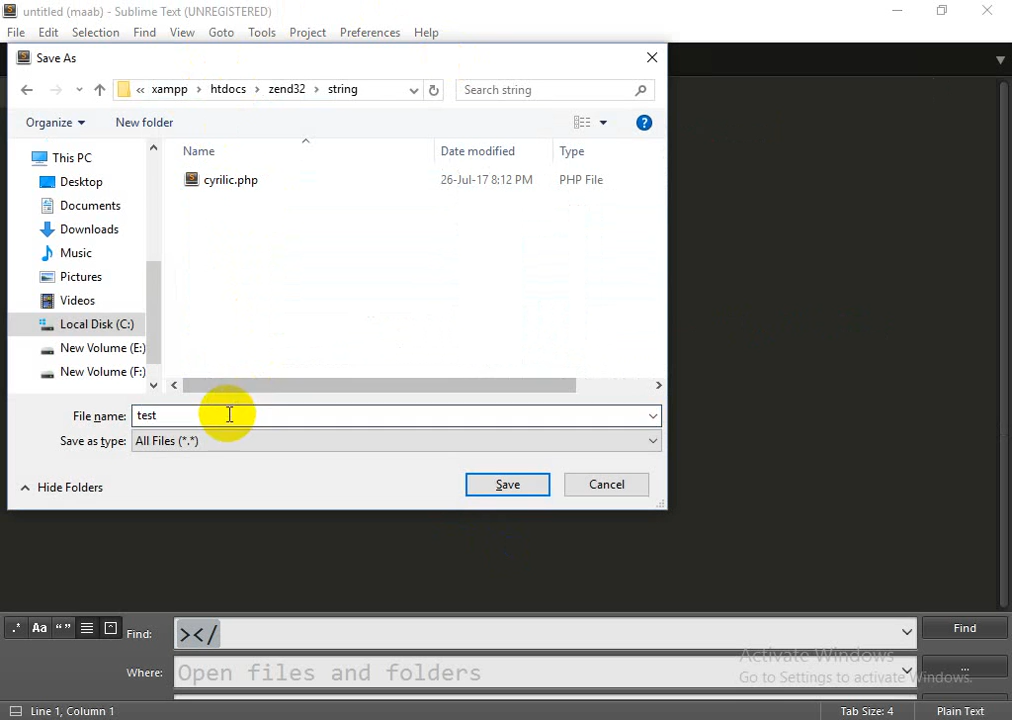 untitled (maab) - Sublime Text (UNREGISTERED)
File Edit Selection Find View Goto Tools Project Preferences Help
Save As
« xampp › htdocs › zend32 › string
Search string
Organize
New folder
Name Date modified Type
cyrilic.php 26-Jul-17 8:12 PM PHP File
This PC
Desktop
Documents
Downloads
Music
Pictures
Videos
Local Disk (C:)
New Volume (E:)
New Volume (F:)
File name: test
Save as type: All Files (*.*)
Hide Folders
Save
Cancel
.* Aa “ ” Find: ></ Find
Where: Open files and folders ...
Activate Windows
Go to Settings to activate Windows.
Line 1, Column 1 Tab Size: 4 Plain Text